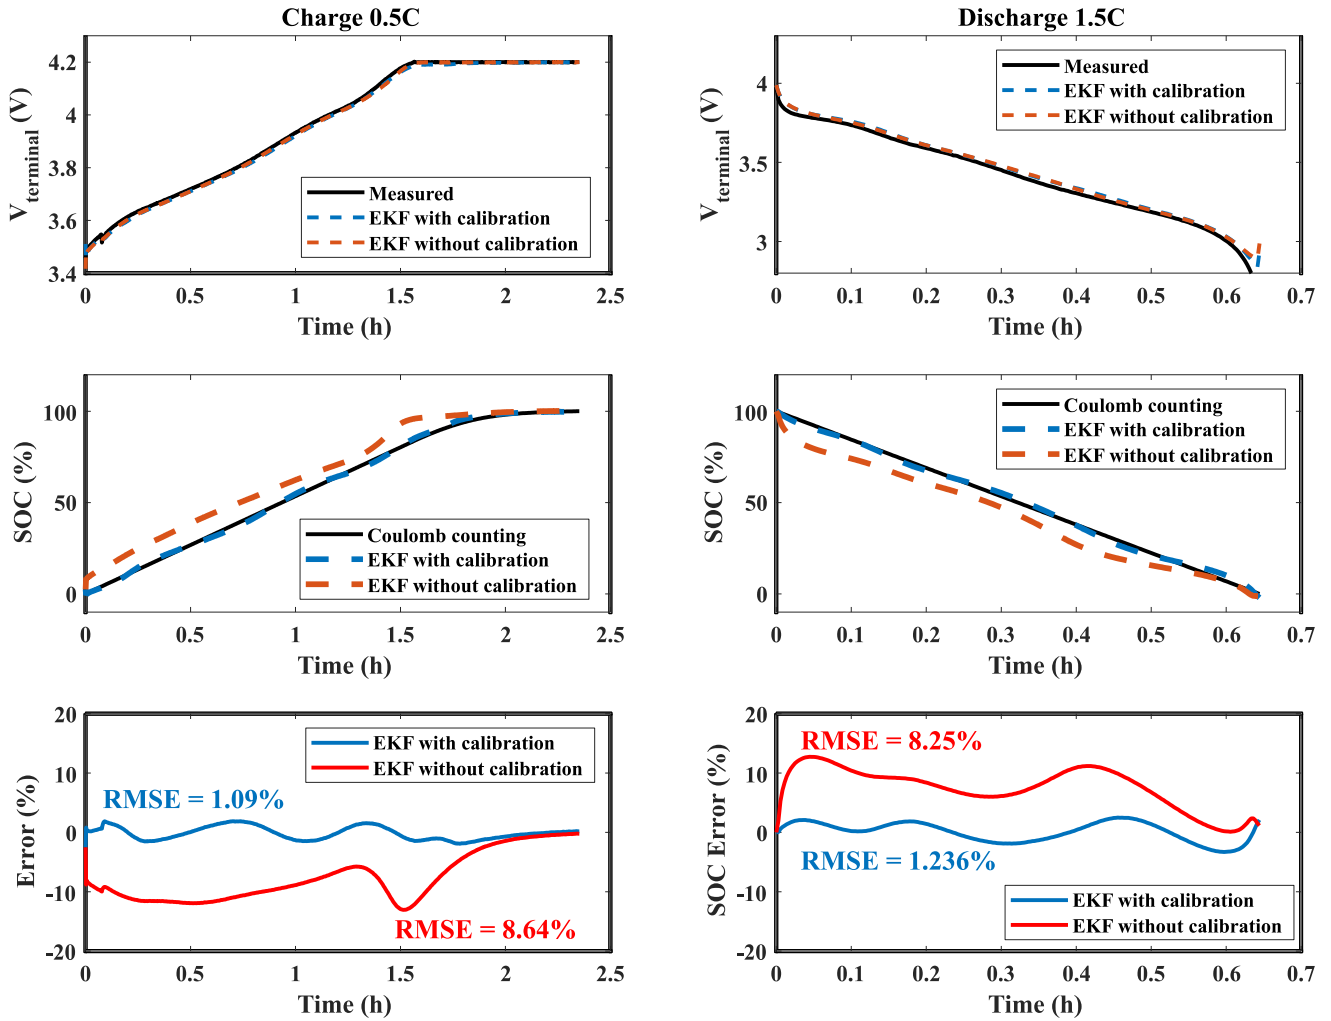 Charge 0.5C
4.2
4
3.8
3.6
3.4
V_terminal (V)
Measured
EKF with calibration
EKF without calibration
0
0.5
1
1.5
2
2.5
Time (h)
Discharge 1.5C
4
3.5
3
V_terminal (V)
Measured
EKF with calibration
EKF without calibration
0
0.1
0.2
0.3
0.4
0.5
0.6
0.7
Time (h)
100
50
0
SOC (%)
Coulomb counting
EKF with calibration
EKF without calibration
0
0.5
1
1.5
2
2.5
Time (h)
100
50
0
SOC (%)
Coulomb counting
EKF with calibration
EKF without calibration
0
0.1
0.2
0.3
0.4
0.5
0.6
0.7
Time (h)
20
10
0
-10
-20
Error (%)
EKF with calibration
EKF without calibration
RMSE = 1.09%
RMSE = 8.64%
0
0.5
1
1.5
2
2.5
Time (h)
20
10
0
-10
-20
SOC Error (%)
RMSE = 8.25%
RMSE = 1.236%
EKF with calibration
EKF without calibration
0
0.1
0.2
0.3
0.4
0.5
0.6
0.7
Time (h)